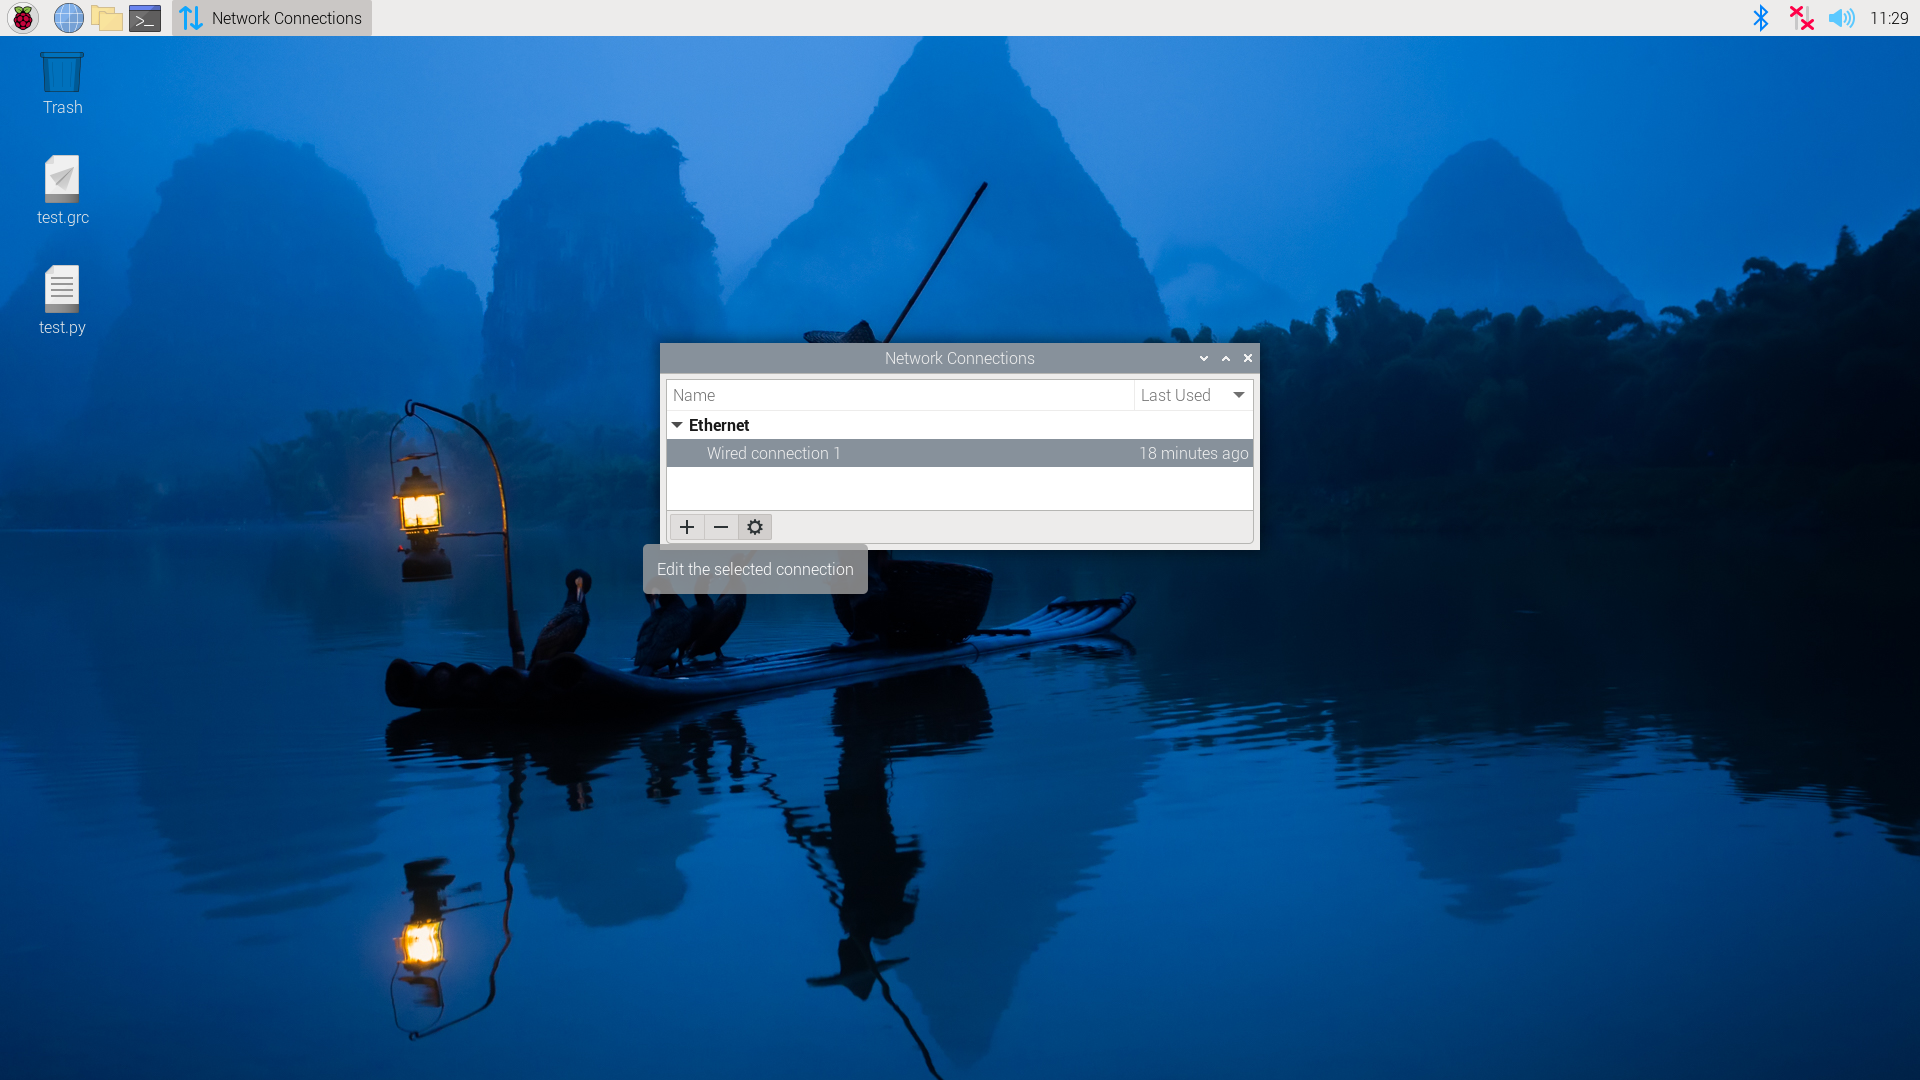 Network Connections
11:29
Trash
test.grc
test.py
Network Connections
Name Last Used
Ethernet
Wired connection 1 18 minutes ago
Edit the selected connection